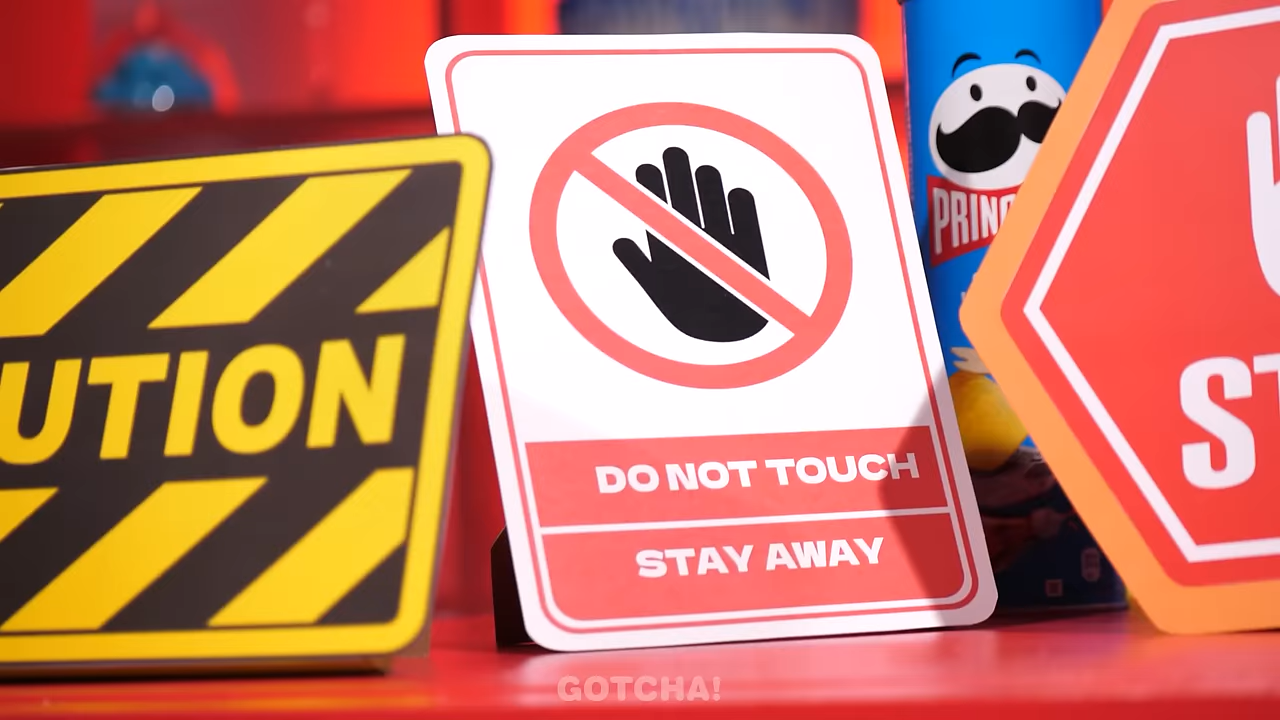 UTION
DO NOT TOUCH
STAY AWAY
PRING
ST
GOTCHA!